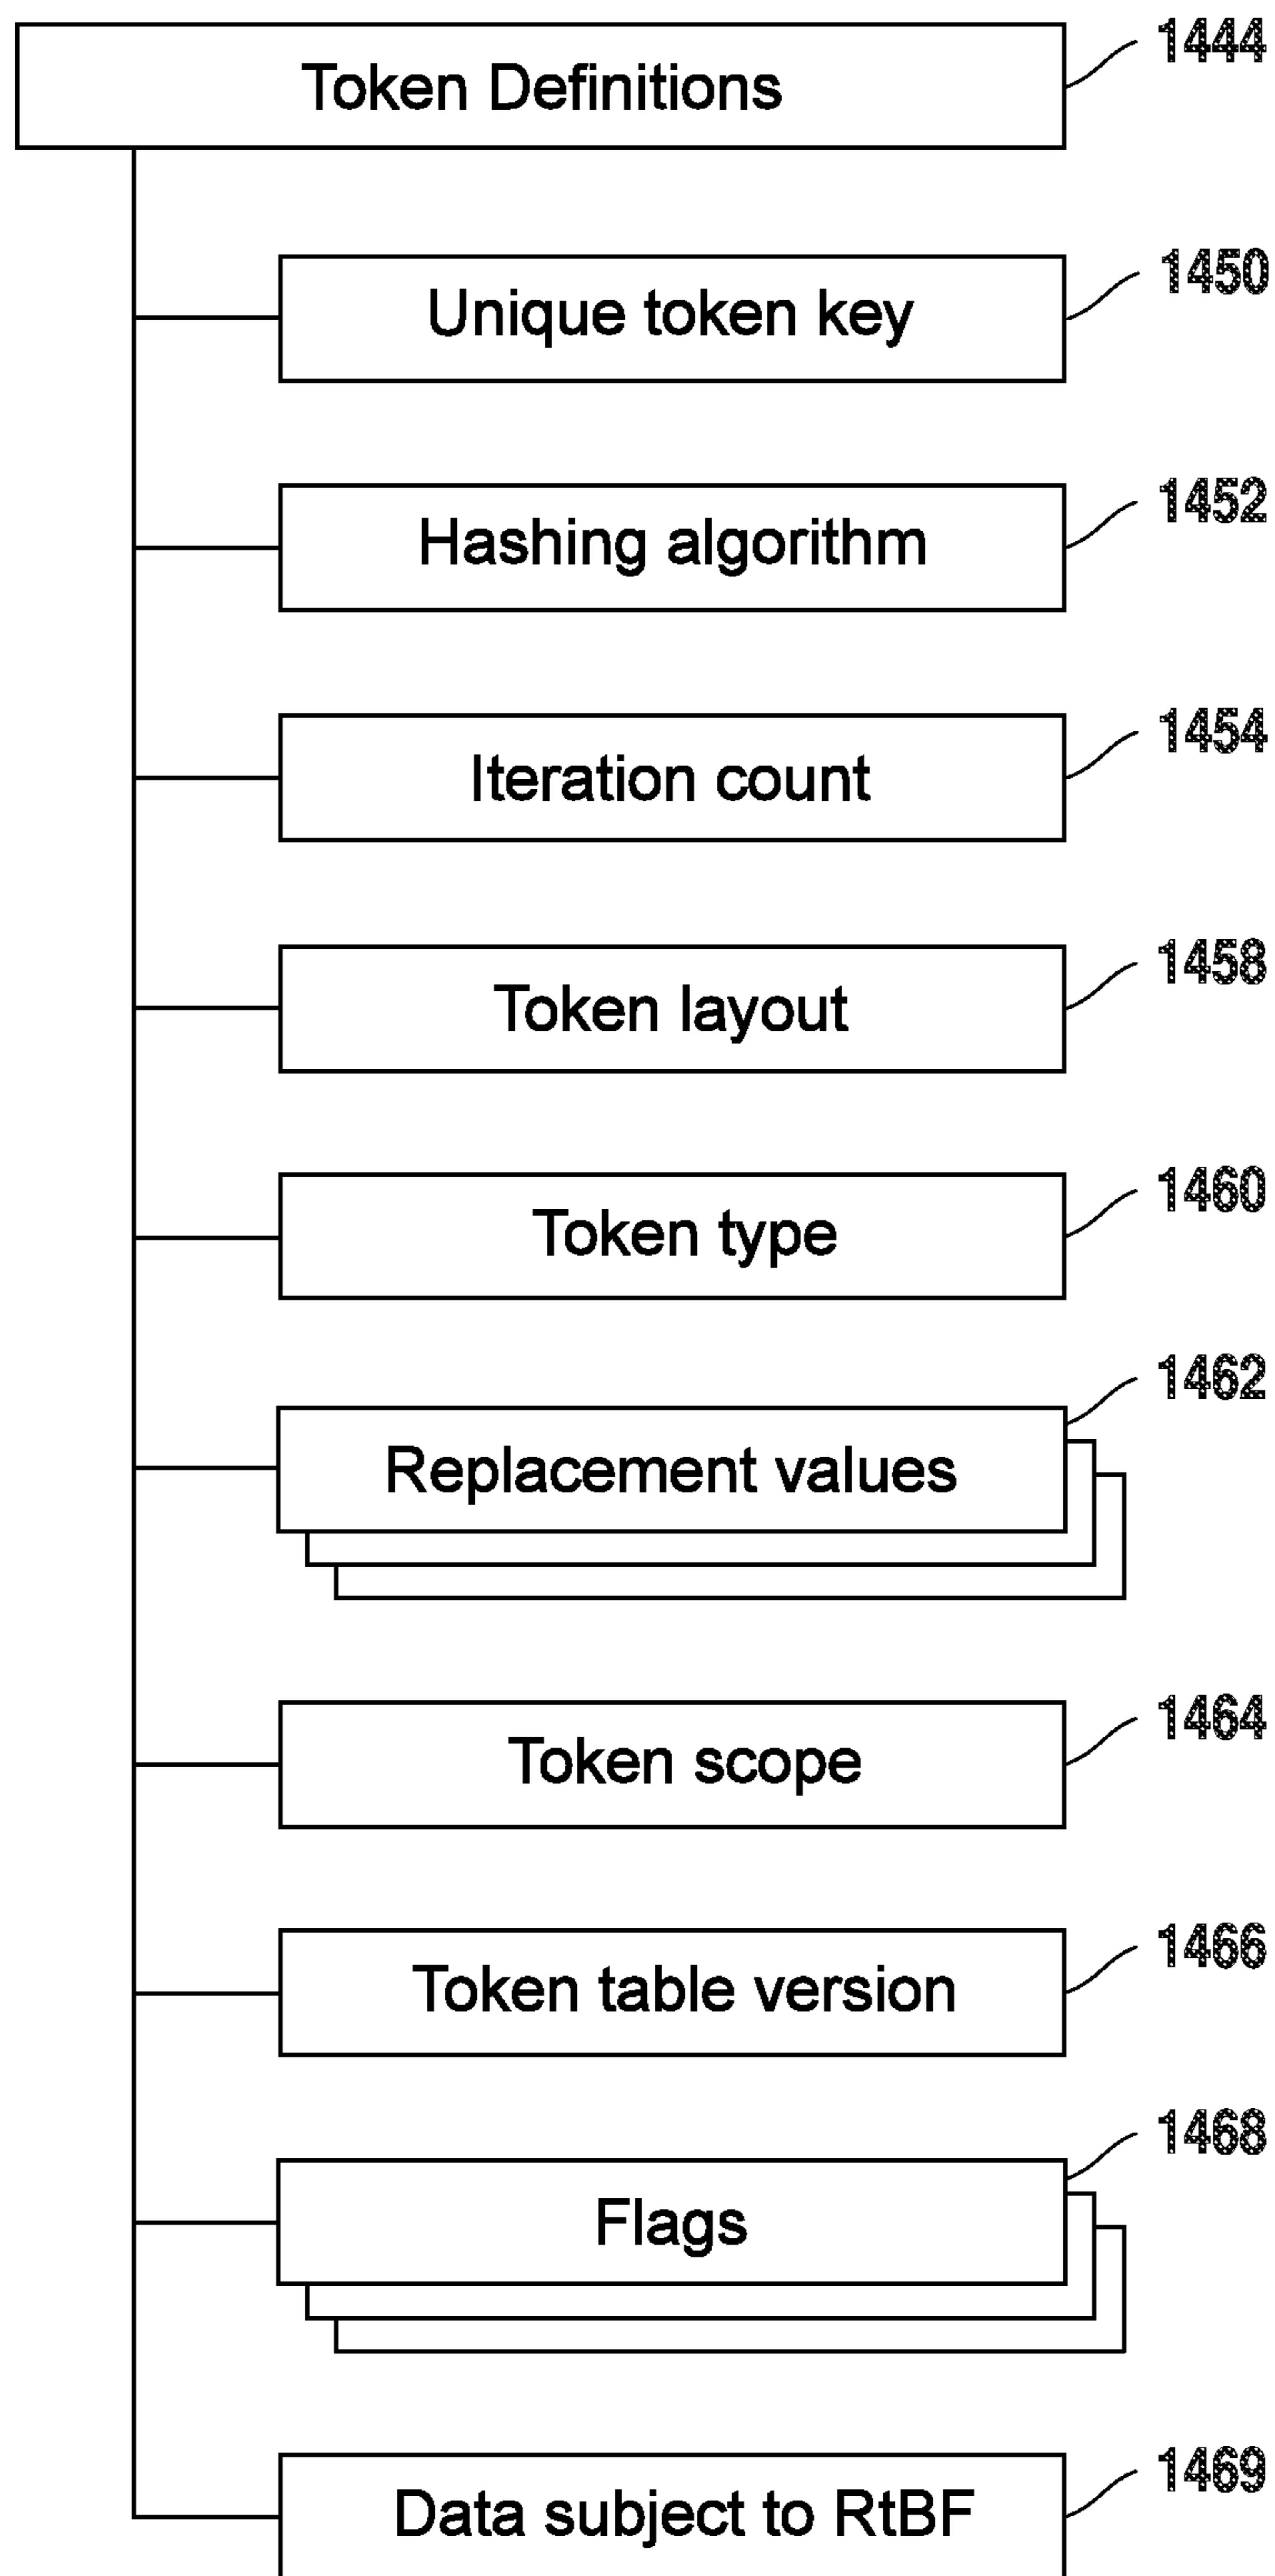 Token Definitions 1444
Unique token key 1450
Hashing algorithm 1452
Iteration count 1454
Token layout 1458
Token type 1460
Replacement values 1462
Token scope 1464
Token table version 1466
Flags 1468
Data subject to RtBF 1469